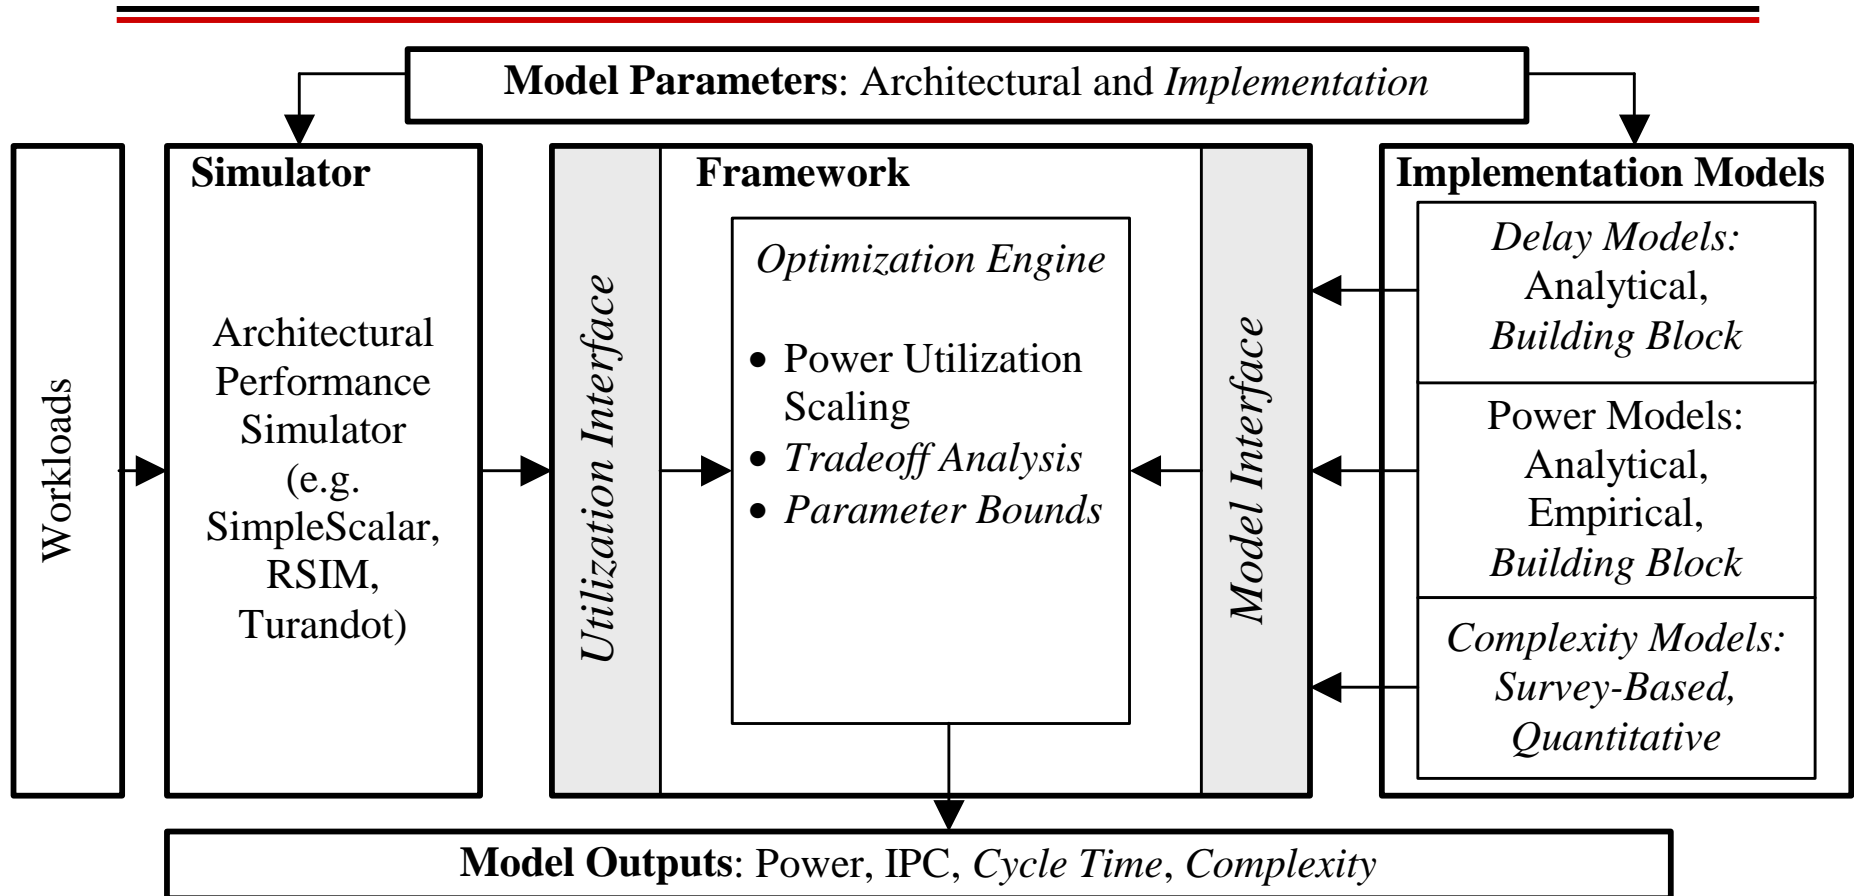 Model Parameters: Architectural and Implementation
Workloads
Simulator
Architectural
Performance
Simulator
(e.g.
SimpleScalar,
RSIM,
Turandot)
Utilization Interface
Framework
Optimization Engine
• Power Utilization
Scaling
• Tradeoff Analysis
• Parameter Bounds
Model Interface
Implementation Models
Delay Models:
Analytical,
Building Block
Power Models:
Analytical,
Empirical,
Building Block
Complexity Models:
Survey-Based,
Quantitative
Model Outputs: Power, IPC, Cycle Time, Complexity